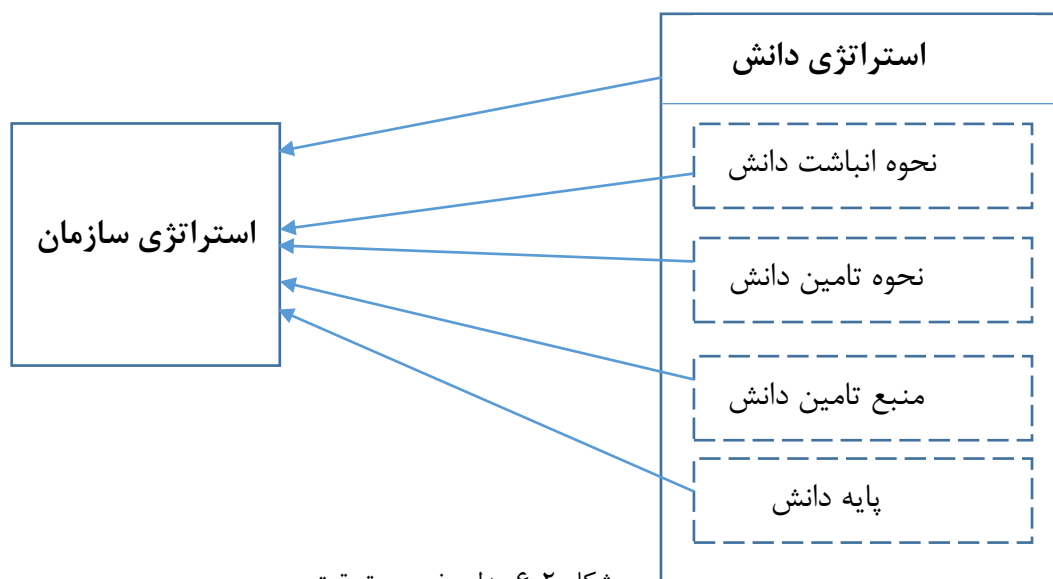 استراتژی دانش
نحوه انباشت دانش
نحوه تامین دانش
منبع تامین دانش
پایه دانش
استراتژی سازمان